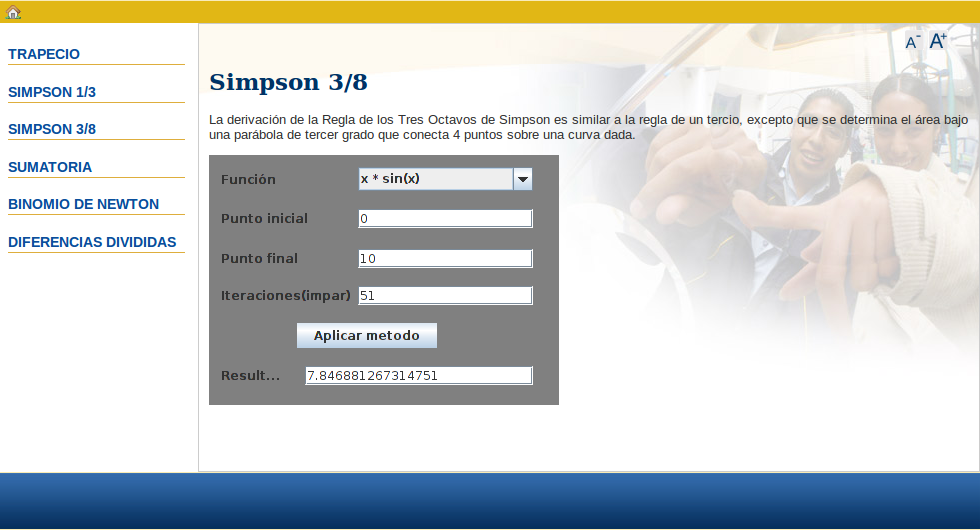 A- A+
TRAPECIO
SIMPSON 1/3
SIMPSON 3/8
SUMATORIA
BINOMIO DE NEWTON
DIFERENCIAS DIVIDIDAS
Simpson 3/8
La derivación de la Regla de los Tres Octavos de Simpson es similar a la regla de un tercio, excepto que se determina el área bajo
una parábola de tercer grado que conecta 4 puntos sobre una curva dada.
Función x * sin(x)
Punto inicial 0
Punto final 10
Iteraciones(impar) 51
Aplicar metodo
Result... 7.846881267314751